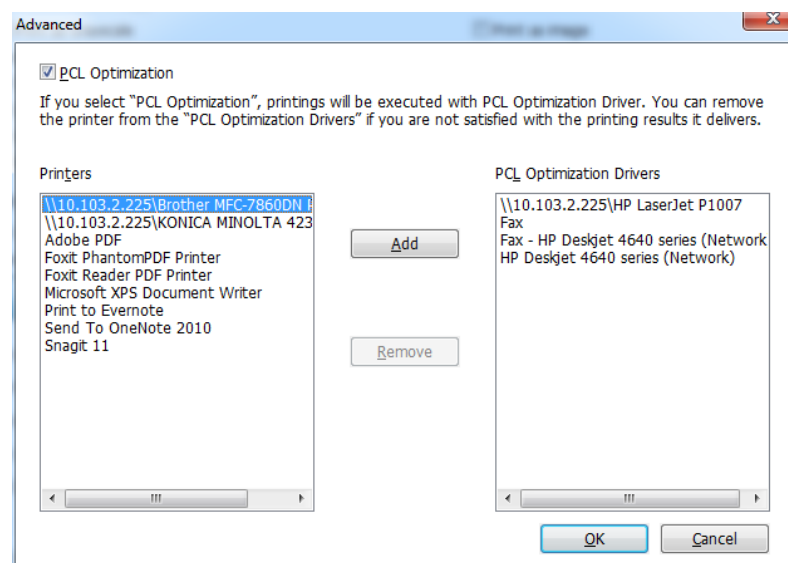 Advanced
PCL Optimization
If you select “PCL Optimization”, printings will be executed with PCL Optimization Driver. You can remove
the printer from the “PCL Optimization Drivers” if you are not satisfied with the printing results it delivers.
Printers
PCL Optimization Drivers
\\10.103.2.225\Brother MFC-7860DN
\\10.103.2.225\KONICA MINOLTA 423
Adobe PDF
Foxit PhantomPDF Printer
Foxit Reader PDF Printer
Microsoft XPS Document Writer
Print to Evernote
Send To OneNote 2010
Snagit 11
Add
Remove
\\10.103.2.225\HP LaserJet P1007
Fax
Fax - HP Deskjet 4640 series (Network
HP Deskjet 4640 series (Network)
OK
Cancel